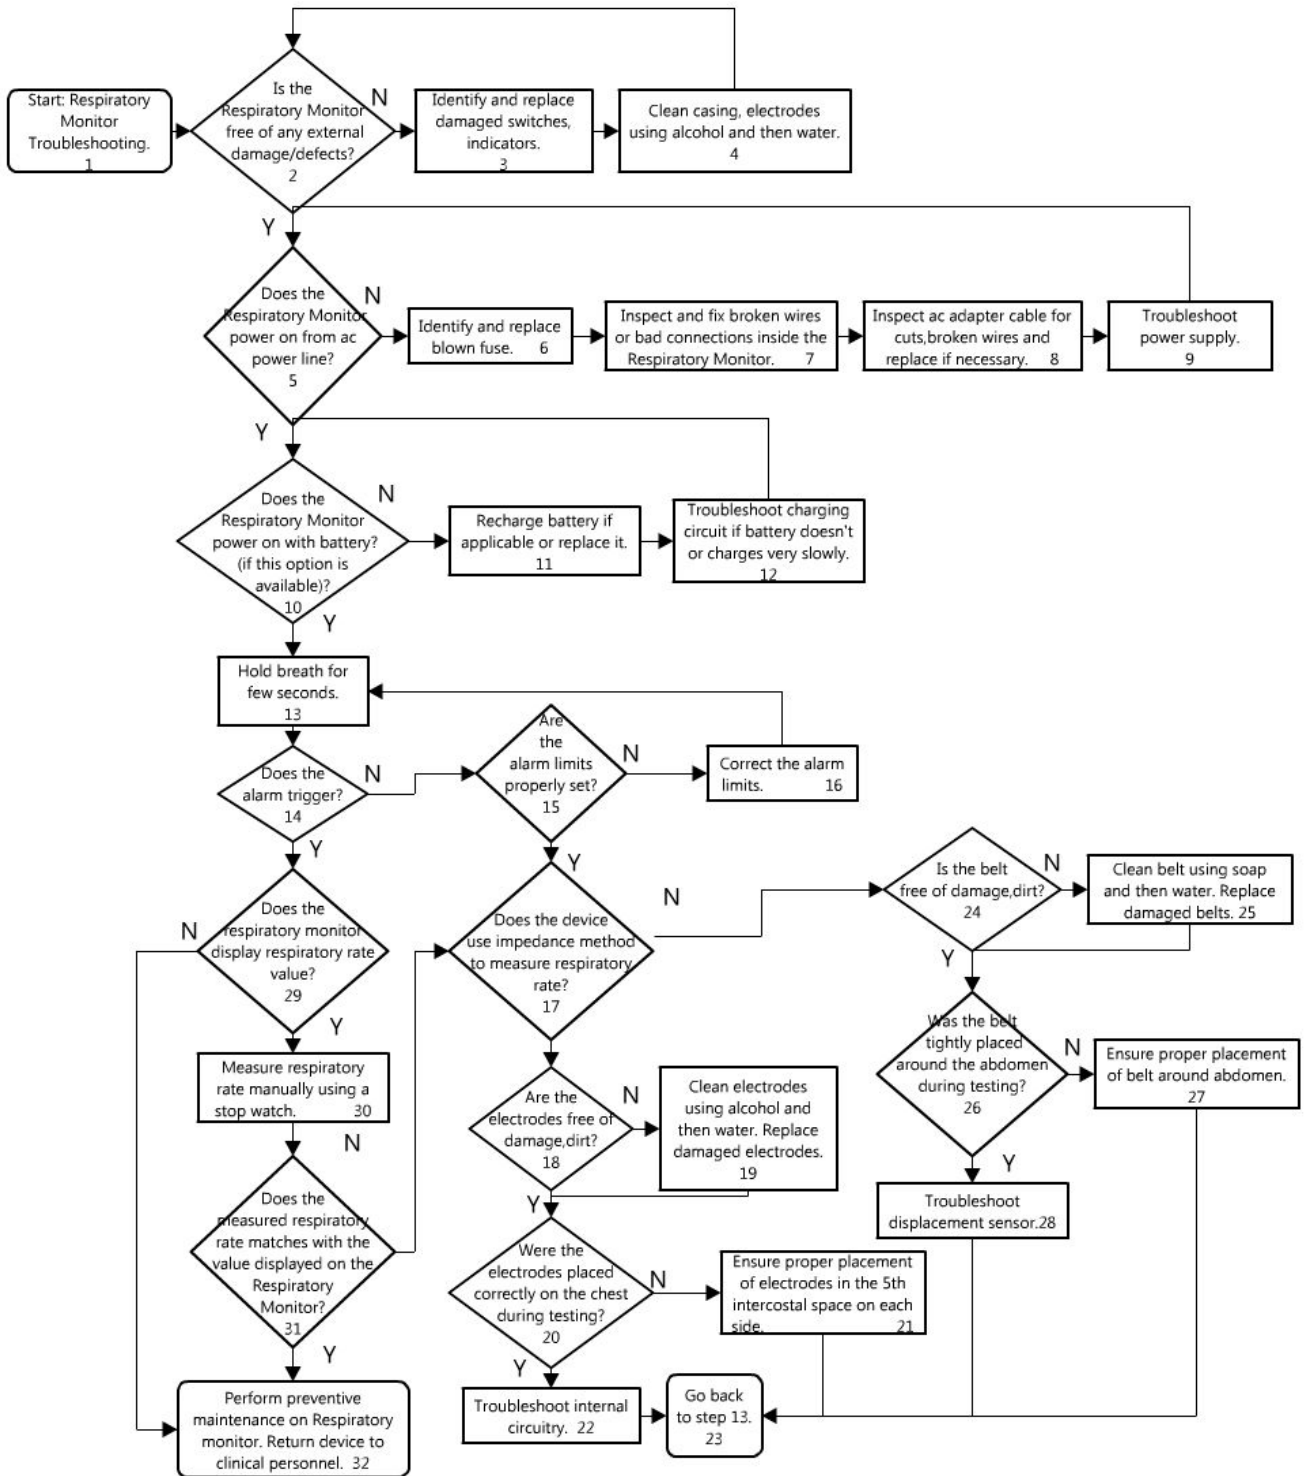 Start: Respiratory
Monitor
Troubleshooting.
1
Is the
Respiratory Monitor
free of any external
damage/defects?
2
N
Identify and replace
damaged switches,
indicators.
3
Clean casing, electrodes
using alcohol and then water.
4
Y
Does the
Respiratory Monitor
power on from ac
power line?
5
N
Identify and replace
blown fuse. 6
Inspect and fix broken wires
or bad connections inside the
Respiratory Monitor. 7
Inspect ac adapter cable for
cuts,broken wires and
replace if necessary. 8
Troubleshoot
power supply.
9
Y
Does the
Respiratory Monitor
power on with battery?
(if this option is
available)?
10
N
Recharge battery if
applicable or replace it.
11
Troubleshoot charging
circuit if battery doesn't
or charges very slowly.
12
Y
Hold breath for
few seconds.
13
Does the
alarm trigger?
14
N
Are
the
alarm limits
properly set?
15
N
Correct the alarm
limits. 16
Y
Y
Does the device
use impedance method
to measure respiratory
rate?
17
N
Is the belt
free of damage,dirt?
24
N
Clean belt using soap
and then water. Replace
damaged belts. 25
Y
Was the belt
tightly placed
around the abdomen
during testing?
26
N
Ensure proper placement
of belt around abdomen.
27
Y
Troubleshoot
displacement sensor.28
Does the
respiratory monitor
display respiratory rate
value?
29
N
Y
Measure respiratory
rate manually using a
stop watch. 30
N
Does the
measured respiratory
rate matches with the
value displayed on the
Respiratory
Monitor?
31
Y
Perform preventive
maintenance on Respiratory
monitor. Return device to
clinical personnel. 32
Are the
electrodes free of
damage,dirt?
18
N
Clean electrodes
using alcohol and
then water. Replace
damaged electrodes.
19
Y
Were the
electrodes placed
correctly on the chest
during testing?
20
N
Ensure proper placement
of electrodes in the 5th
intercostal space on each
side. 21
Y
Troubleshoot internal
circuitry. 22
Go back
to step 13.
23